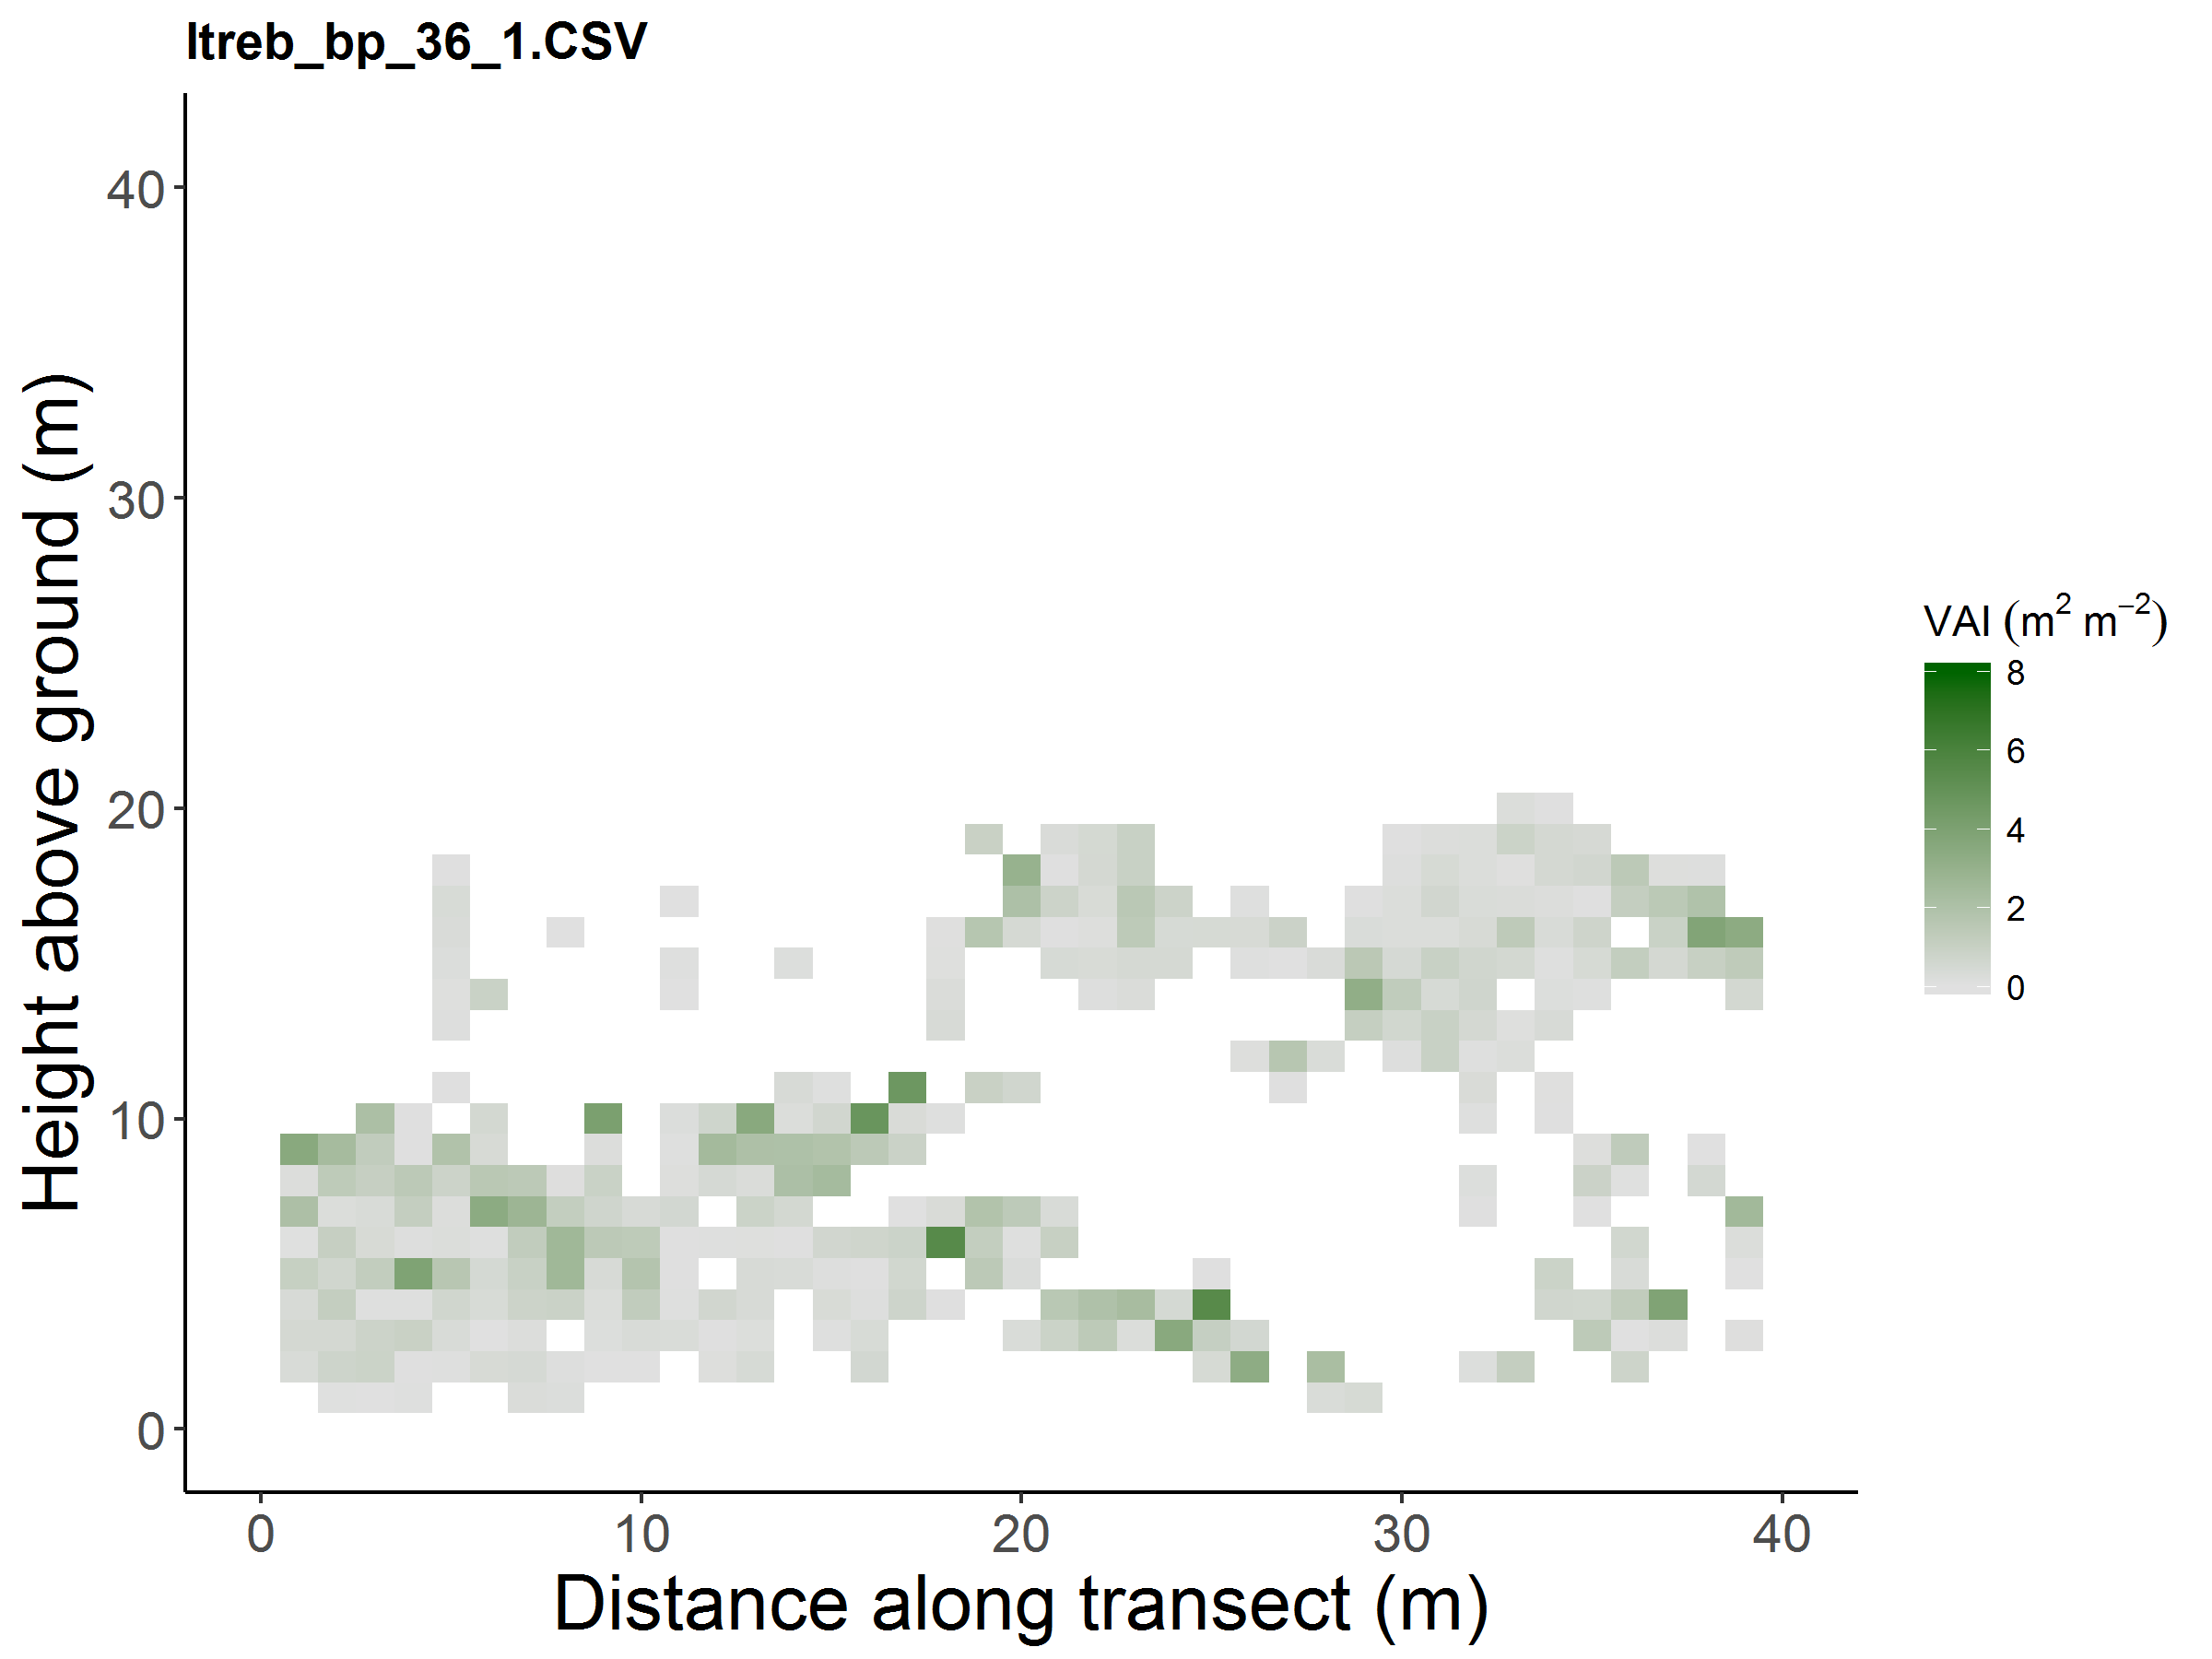 ltreb_bp_36_1.CSV
Height above ground (m)
40
30
20
10
0
0 10 20 30 40
Distance along transect (m)
VAI (m² m⁻²)
8
6
4
2
0